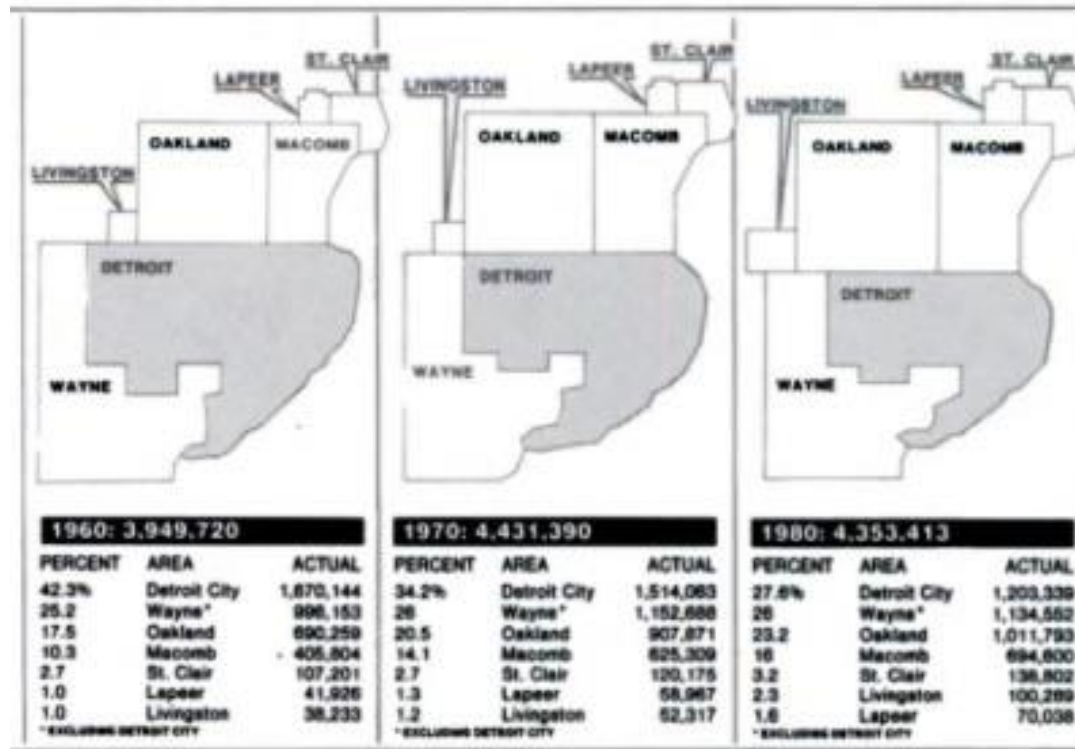 ST. CLAIR
LAPEER
OAKLAND
MACOMB
LIVINGSTON
DETROIT
WAYNE
1960: 3,949,720
PERCENT AREA ACTUAL
42.3% Detroit City 1,670,144
25.2 Wayne* 996,153
17.5 Oakland 690,259
10.3 Macomb 405,804
2.7 St. Clair 107,201
1.0 Lapeer 41,926
1.0 Livingston 38,233
* EXCLUDING DETROIT CITY
ST. CLAIR
LAPEER
LIVINGSTON
OAKLAND
MACOMB
DETROIT
WAYNE
1970: 4,431,390
PERCENT AREA ACTUAL
34.2% Detroit City 1,514,063
26 Wayne* 1,152,688
20.5 Oakland 907,871
14.1 Macomb 625,309
2.7 St. Clair 120,175
1.3 Lapeer 58,967
1.2 Livingston 52,317
* EXCLUDING DETROIT CITY
ST. CLAIR
LAPEER
LIVINGSTON
OAKLAND
MACOMB
DETROIT
WAYNE
1980: 4,353,413
PERCENT AREA ACTUAL
27.6% Detroit City 1,203,339
26 Wayne* 1,134,552
23.2 Oakland 1,011,793
16 Macomb 694,600
3.2 St. Clair 138,802
2.3 Livingston 100,289
1.6 Lapeer 70,038
* EXCLUDING DETROIT CITY